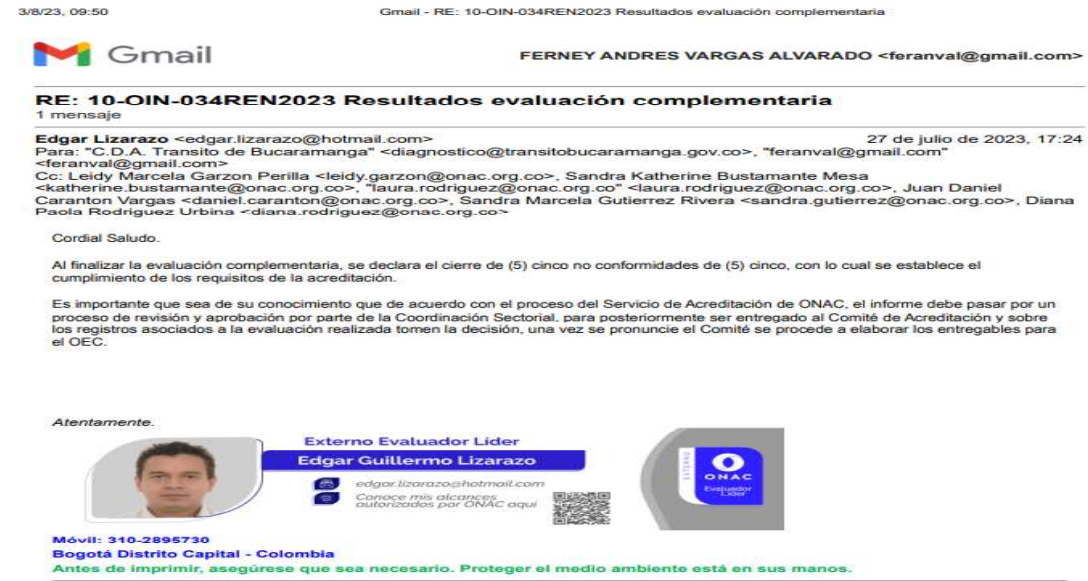 3/8/23, 09:50
Gmail - RE: 10-OIN-034REN2023 Resultados evaluación complementaria
Gmail
FERNEY ANDRES VARGAS ALVARADO <feranval@gmail.com>
RE: 10-OIN-034REN2023 Resultados evaluación complementaria
1 mensaje
Edgar Lizarazo <edgar.lizarazo@hotmail.com>
27 de julio de 2023, 17:24
Para: "C.D.A. Transito de Bucaramanga" <diagnostico@transitobucaramanga.gov.co>, "feranval@gmail.com"
<feranval@gmail.com>
Cc: Leidy Marcela Garzon Perilla <leidy.garzon@onac.org.co>, Sandra Katherine Bustamante Mesa
<katherine.bustamante@onac.org.co>, "laura.rodriguez@onac.org.co" <laura.rodriguez@onac.org.co>, Juan Daniel
Caranton Vargas <daniel.caranton@onac.org.co>, Sandra Marcela Gutierrez Rivera <sandra.gutierrez@onac.org.co>, Diana
Paola Rodriguez Urbina <diana.rodriguez@onac.org.co>
Cordial Saludo.
Al finalizar la evaluación complementaria, se declara el cierre de (5) cinco no conformidades de (5) cinco, con lo cual se establece el
cumplimiento de los requisitos de la acreditación.
Es importante que sea de su conocimiento que de acuerdo con el proceso del Servicio de Acreditación de ONAC, el informe debe pasar por un
proceso de revisión y aprobación por parte de la Coordinación Sectorial, para posteriormente ser entregado al Comité de Acreditación y sobre
los registros asociados a la evaluación realizada tomen la decisión, una vez se pronuncie el Comité se procede a elaborar los entregables para
el OEC.
Atentamente.
Externo Evaluador Líder
Edgar Guillermo Lizarazo
edgar.lizarazo@hotmail.com
Conoce mis alcances
autorizados por ONAC aquí
EXTERNO
ONAC
Evaluador
Líder
Móvil: 310-2895730
Bogotá Distrito Capital - Colombia
Antes de imprimir, asegúrese que sea necesario. Proteger el medio ambiente está en sus manos.